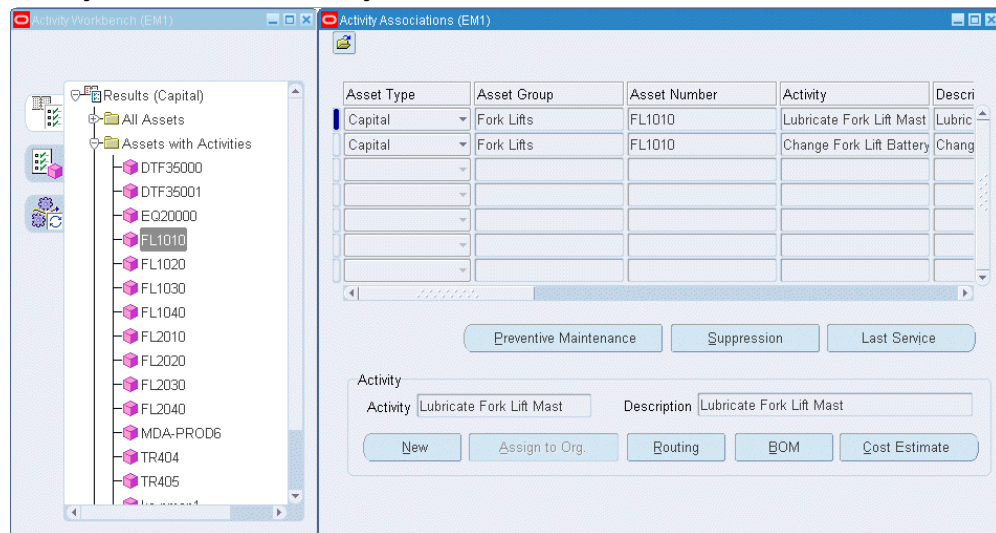 Activity Workbench (EM1)
Results (Capital)
All Assets
Assets with Activities
DTF35000
DTF35001
EQ20000
FL1010
FL1020
FL1030
FL1040
FL2010
FL2020
FL2030
FL2040
MDA-PROD6
TR404
TR405
Activity Associations (EM1)
Asset Type Asset Group Asset Number Activity Descri
Capital Fork Lifts FL1010 Lubricate Fork Lift Mast Lubric
Capital Fork Lifts FL1010 Change Fork Lift Battery Chang
Preventive Maintenance Suppression Last Service
Activity
Activity Lubricate Fork Lift Mast Description Lubricate Fork Lift Mast
New Assign to Org. Routing BOM Cost Estimate